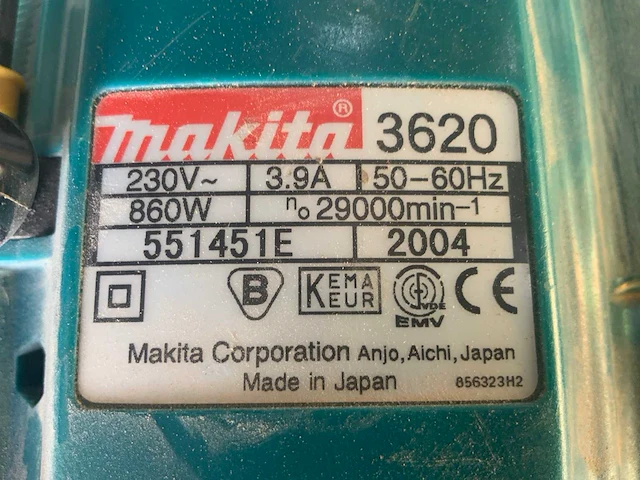 makita® 3620
230V~ 3.9A 50-60Hz
860W no 29000min-1
551451E 2004
B KEMA KEUR VDE EMV CE
Makita Corporation Anjo, Aichi, Japan
Made in Japan 856323H2